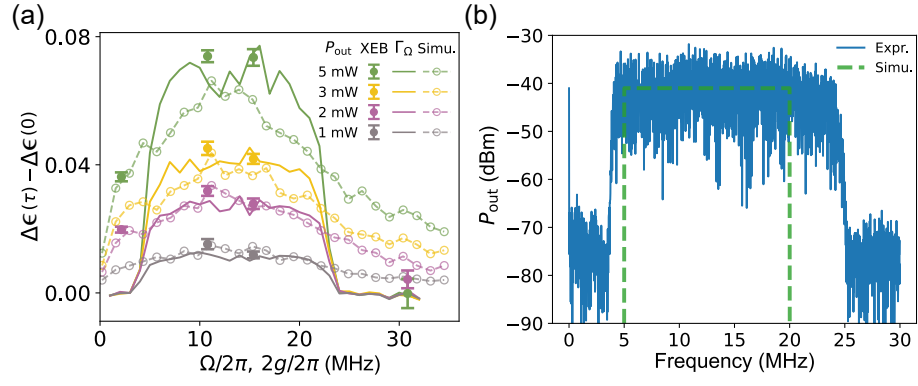 (a)
0.08
0.04
0.00
Δϵ(τ) −Δϵ(0)
P_out XEB Γ_Ω Simu.
5 mW
3 mW
2 mW
1 mW
0 10 20 30
Ω/2π, 2g/2π (MHz)
(b)
−30
−40
−50
−60
−70
−80
−90
P_out (dBm)
Expr.
Simu.
0 5 10 15 20 25 30
Frequency (MHz)